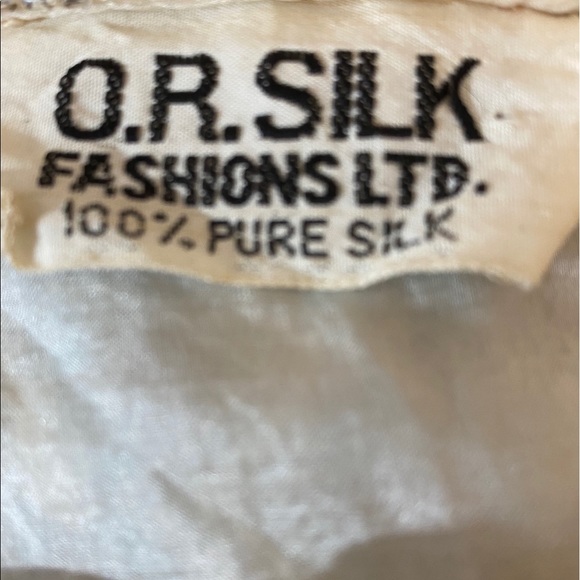 O.R. SILK
FASHIONS LTD.
100% PURE SILK